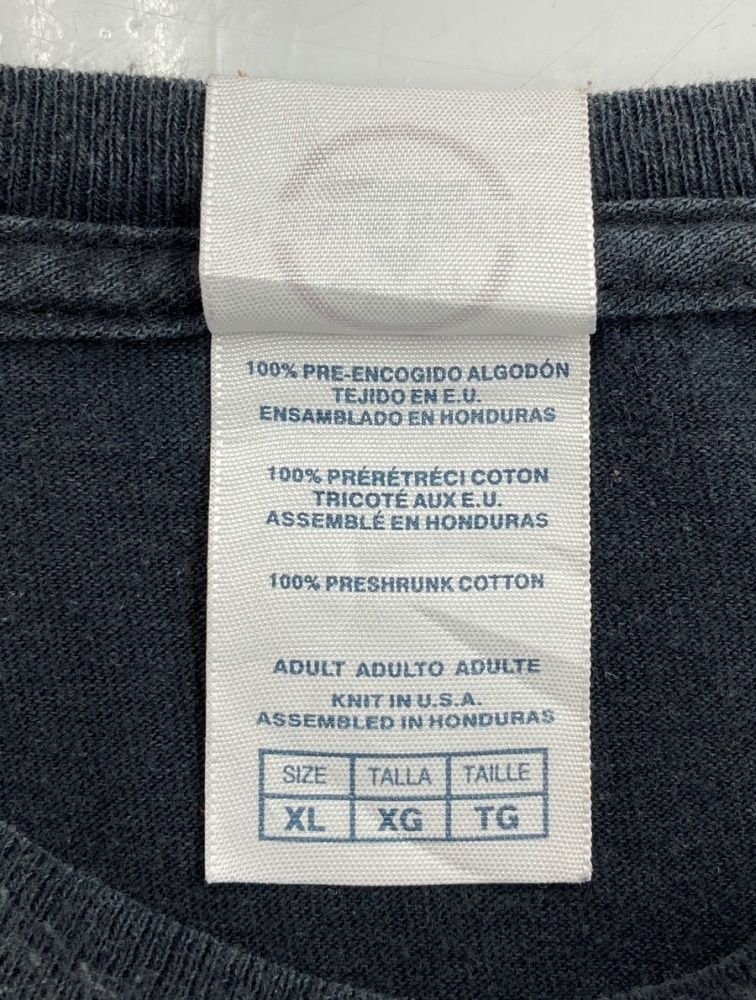 100% PRE-ENCOGIDO ALGODÓN
TEJIDO EN E.U.
ENSAMBLADO EN HONDURAS
100% PRÉRÉTRÉCI COTON
TRICOTÉ AUX E.U.
ASSEMBLÉ EN HONDURAS
100% PRESHRUNK COTTON
ADULT ADULTO ADULTE
KNIT IN U.S.A.
ASSEMBLED IN HONDURAS
SIZE TALLA TAILLE
XL XG TG